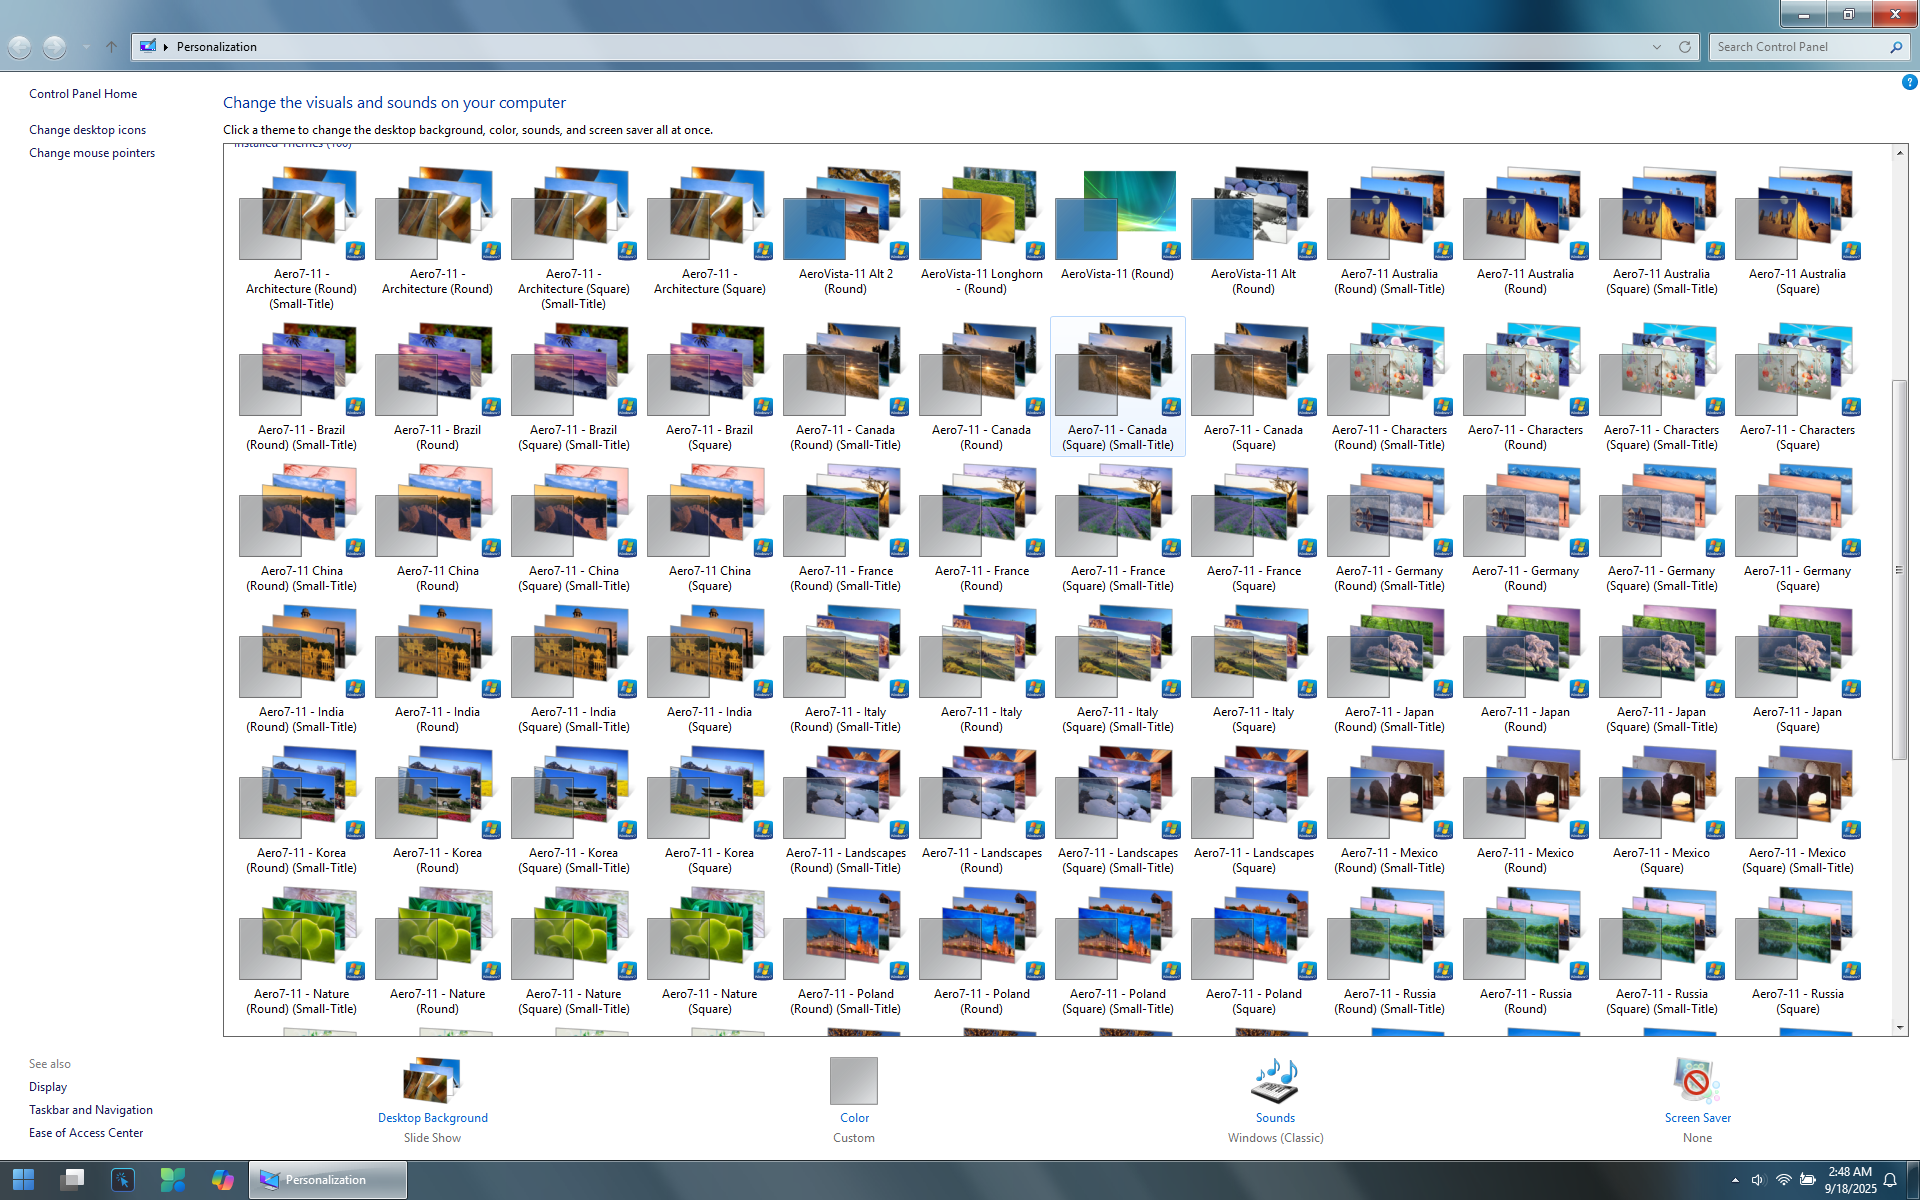 Personalization
Search Control Panel
Control Panel Home
Change desktop icons
Change mouse pointers
Change the visuals and sounds on your computer
Click a theme to change the desktop background, color, sounds, and screen saver all at once.
Installed Themes (100)
Aero7-11 - Architecture (Round) (Small-Title)
Aero7-11 - Architecture (Round)
Aero7-11 - Architecture (Square) (Small-Title)
Aero7-11 - Architecture (Square)
AeroVista-11 Alt 2 (Round)
AeroVista-11 Longhorn - (Round)
AeroVista-11 (Round)
AeroVista-11 Alt (Round)
Aero7-11 Australia (Round) (Small-Title)
Aero7-11 Australia (Round)
Aero7-11 Australia (Square) (Small-Title)
Aero7-11 Australia (Square)
Aero7-11 - Brazil (Round) (Small-Title)
Aero7-11 - Brazil (Round)
Aero7-11 - Brazil (Square) (Small-Title)
Aero7-11 - Brazil (Square)
Aero7-11 - Canada (Round) (Small-Title)
Aero7-11 - Canada (Round)
Aero7-11 - Canada (Square) (Small-Title)
Aero7-11 - Canada (Square)
Aero7-11 - Characters (Round) (Small-Title)
Aero7-11 - Characters (Round)
Aero7-11 - Characters (Square) (Small-Title)
Aero7-11 - Characters (Square)
Aero7-11 China (Round) (Small-Title)
Aero7-11 China (Round)
Aero7-11 - China (Square) (Small-Title)
Aero7-11 China (Square)
Aero7-11 - France (Round) (Small-Title)
Aero7-11 - France (Round)
Aero7-11 - France (Square) (Small-Title)
Aero7-11 - France (Square)
Aero7-11 - Germany (Round) (Small-Title)
Aero7-11 - Germany (Round)
Aero7-11 - Germany (Square) (Small-Title)
Aero7-11 - Germany (Square)
Aero7-11 - India (Round) (Small-Title)
Aero7-11 - India (Round)
Aero7-11 - India (Square) (Small-Title)
Aero7-11 - India (Square)
Aero7-11 - Italy (Round) (Small-Title)
Aero7-11 - Italy (Round)
Aero7-11 - Italy (Square) (Small-Title)
Aero7-11 - Italy (Square)
Aero7-11 - Japan (Round) (Small-Title)
Aero7-11 - Japan (Round)
Aero7-11 - Japan (Square) (Small-Title)
Aero7-11 - Japan (Square)
Aero7-11 - Korea (Round) (Small-Title)
Aero7-11 - Korea (Round)
Aero7-11 - Korea (Square) (Small-Title)
Aero7-11 - Korea (Square)
Aero7-11 - Landscapes (Round) (Small-Title)
Aero7-11 - Landscapes (Round)
Aero7-11 - Landscapes (Square) (Small-Title)
Aero7-11 - Landscapes (Square)
Aero7-11 - Mexico (Round) (Small-Title)
Aero7-11 - Mexico (Round)
Aero7-11 - Mexico (Square)
Aero7-11 - Mexico (Square) (Small-Title)
Aero7-11 - Nature (Round) (Small-Title)
Aero7-11 - Nature (Round)
Aero7-11 - Nature (Square) (Small-Title)
Aero7-11 - Nature (Square)
Aero7-11 - Poland (Round) (Small-Title)
Aero7-11 - Poland (Round)
Aero7-11 - Poland (Square) (Small-Title)
Aero7-11 - Poland (Square)
Aero7-11 - Russia (Round) (Small-Title)
Aero7-11 - Russia (Round)
Aero7-11 - Russia (Square) (Small-Title)
Aero7-11 - Russia (Square)
See also
Display
Taskbar and Navigation
Ease of Access Center
Desktop Background
Slide Show
Color
Custom
Sounds
Windows (Classic)
Screen Saver
None
Personalization
2:48 AM
9/18/2025